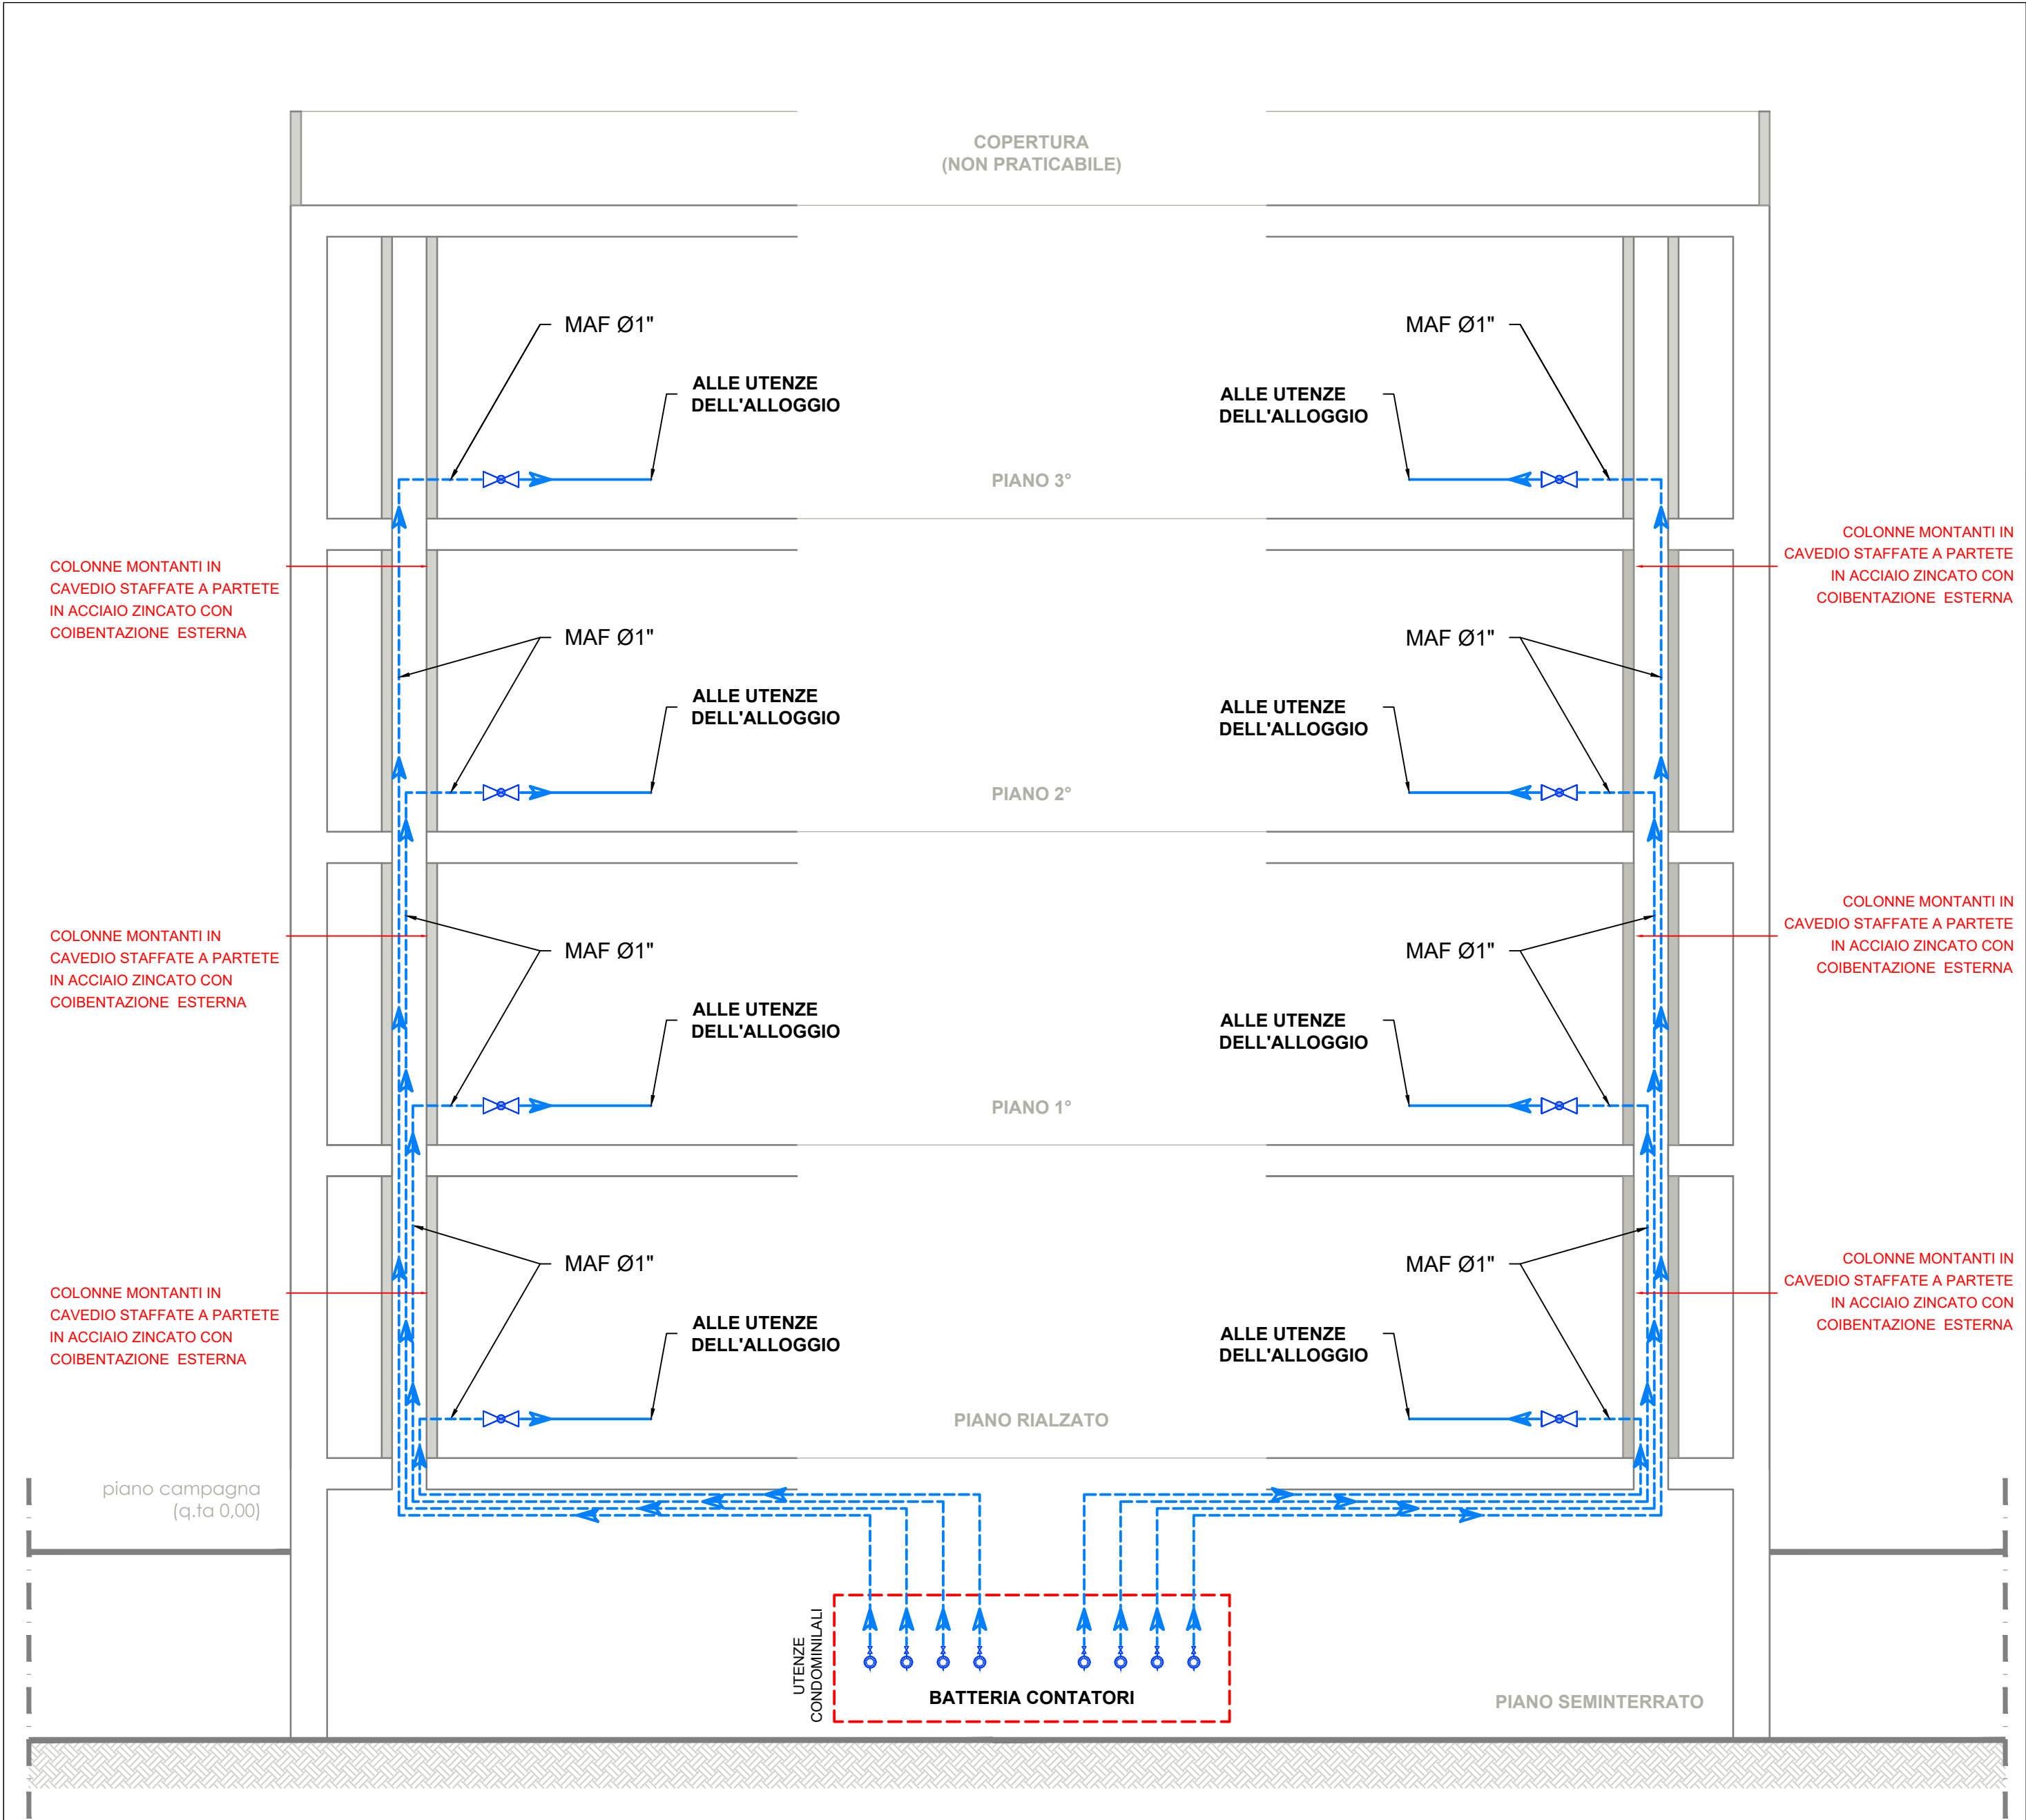 COPERTURA
(NON PRATICABILE)
MAF Ø1"
MAF Ø1"
ALLE UTENZE
DELL'ALLOGGIO
ALLE UTENZE
DELL'ALLOGGIO
PIANO 3°
COLONNE MONTANTI IN
CAVEDIO STAFFATE A PARTETE
IN ACCIAIO ZINCATO CON
COIBENTAZIONE ESTERNA
COLONNE MONTANTI IN
CAVEDIO STAFFATE A PARTETE
IN ACCIAIO ZINCATO CON
COIBENTAZIONE ESTERNA
MAF Ø1"
MAF Ø1"
ALLE UTENZE
DELL'ALLOGGIO
ALLE UTENZE
DELL'ALLOGGIO
PIANO 2°
COLONNE MONTANTI IN
CAVEDIO STAFFATE A PARTETE
IN ACCIAIO ZINCATO CON
COIBENTAZIONE ESTERNA
COLONNE MONTANTI IN
CAVEDIO STAFFATE A PARTETE
IN ACCIAIO ZINCATO CON
COIBENTAZIONE ESTERNA
MAF Ø1"
MAF Ø1"
ALLE UTENZE
DELL'ALLOGGIO
ALLE UTENZE
DELL'ALLOGGIO
PIANO 1°
COLONNE MONTANTI IN
CAVEDIO STAFFATE A PARTETE
IN ACCIAIO ZINCATO CON
COIBENTAZIONE ESTERNA
COLONNE MONTANTI IN
CAVEDIO STAFFATE A PARTETE
IN ACCIAIO ZINCATO CON
COIBENTAZIONE ESTERNA
MAF Ø1"
MAF Ø1"
ALLE UTENZE
DELL'ALLOGGIO
ALLE UTENZE
DELL'ALLOGGIO
PIANO RIALZATO
piano campagna
(q.ta 0,00)
UTENZE
CONDOMINILALI
BATTERIA CONTATORI
PIANO SEMINTERRATO